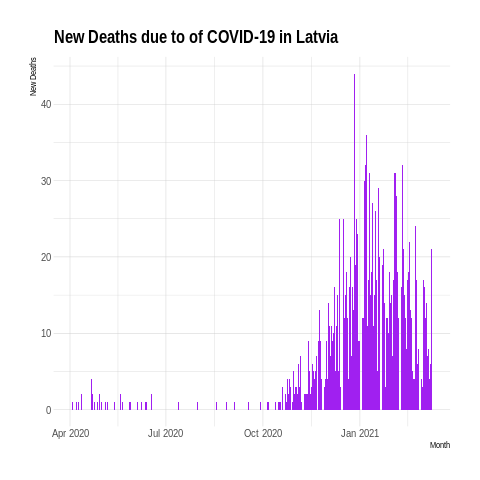 New Deaths due to of COVID-19 in Latvia
New Deaths
40
30
20
10
0
Apr 2020 Jul 2020 Oct 2020 Jan 2021
Month